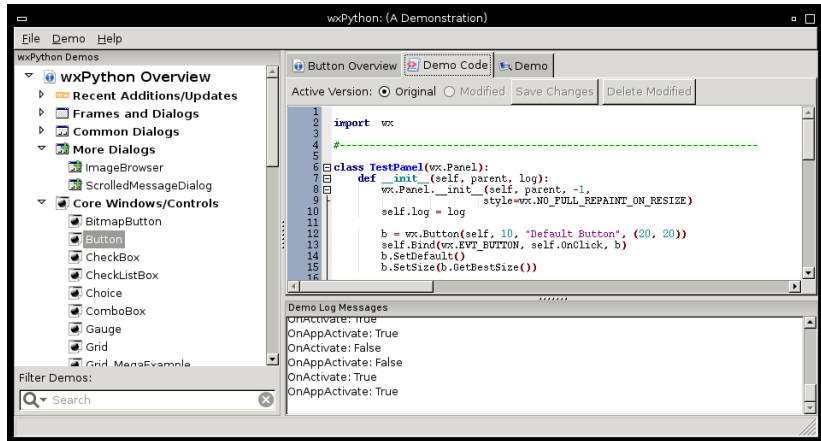 wxPython: (A Demonstration)
File Demo Help
wxPython Demos
wxPython Overview
Recent Additions/Updates
Frames and Dialogs
Common Dialogs
More Dialogs
ImageBrowser
ScrolledMessageDialog
Core Windows/Controls
BitmapButton
Button
CheckBox
CheckListBox
Choice
ComboBox
Gauge
Grid
Grid_MegaExample
Filter Demos:
Search
Button Overview Demo Code Demo
Active Version: Original Modified Save Changes Delete Modified
1
2 import wx
3
4 #-----------------------------------------------------------------------
5
6 class TestPanel(wx.Panel):
7 def __init__(self, parent, log):
8 wx.Panel.__init__(self, parent, -1,
9 style=wx.NO_FULL_REPAINT_ON_RESIZE)
10 self.log = log
11
12 b = wx.Button(self, 10, "Default Button", (20, 20))
13 self.Bind(wx.EVT_BUTTON, self.OnClick, b)
14 b.SetDefault()
15 b.SetSize(b.GetBestSize())
16
Demo Log Messages
OnActivate: True
OnAppActivate: True
OnActivate: False
OnAppActivate: False
OnActivate: True
OnAppActivate: True